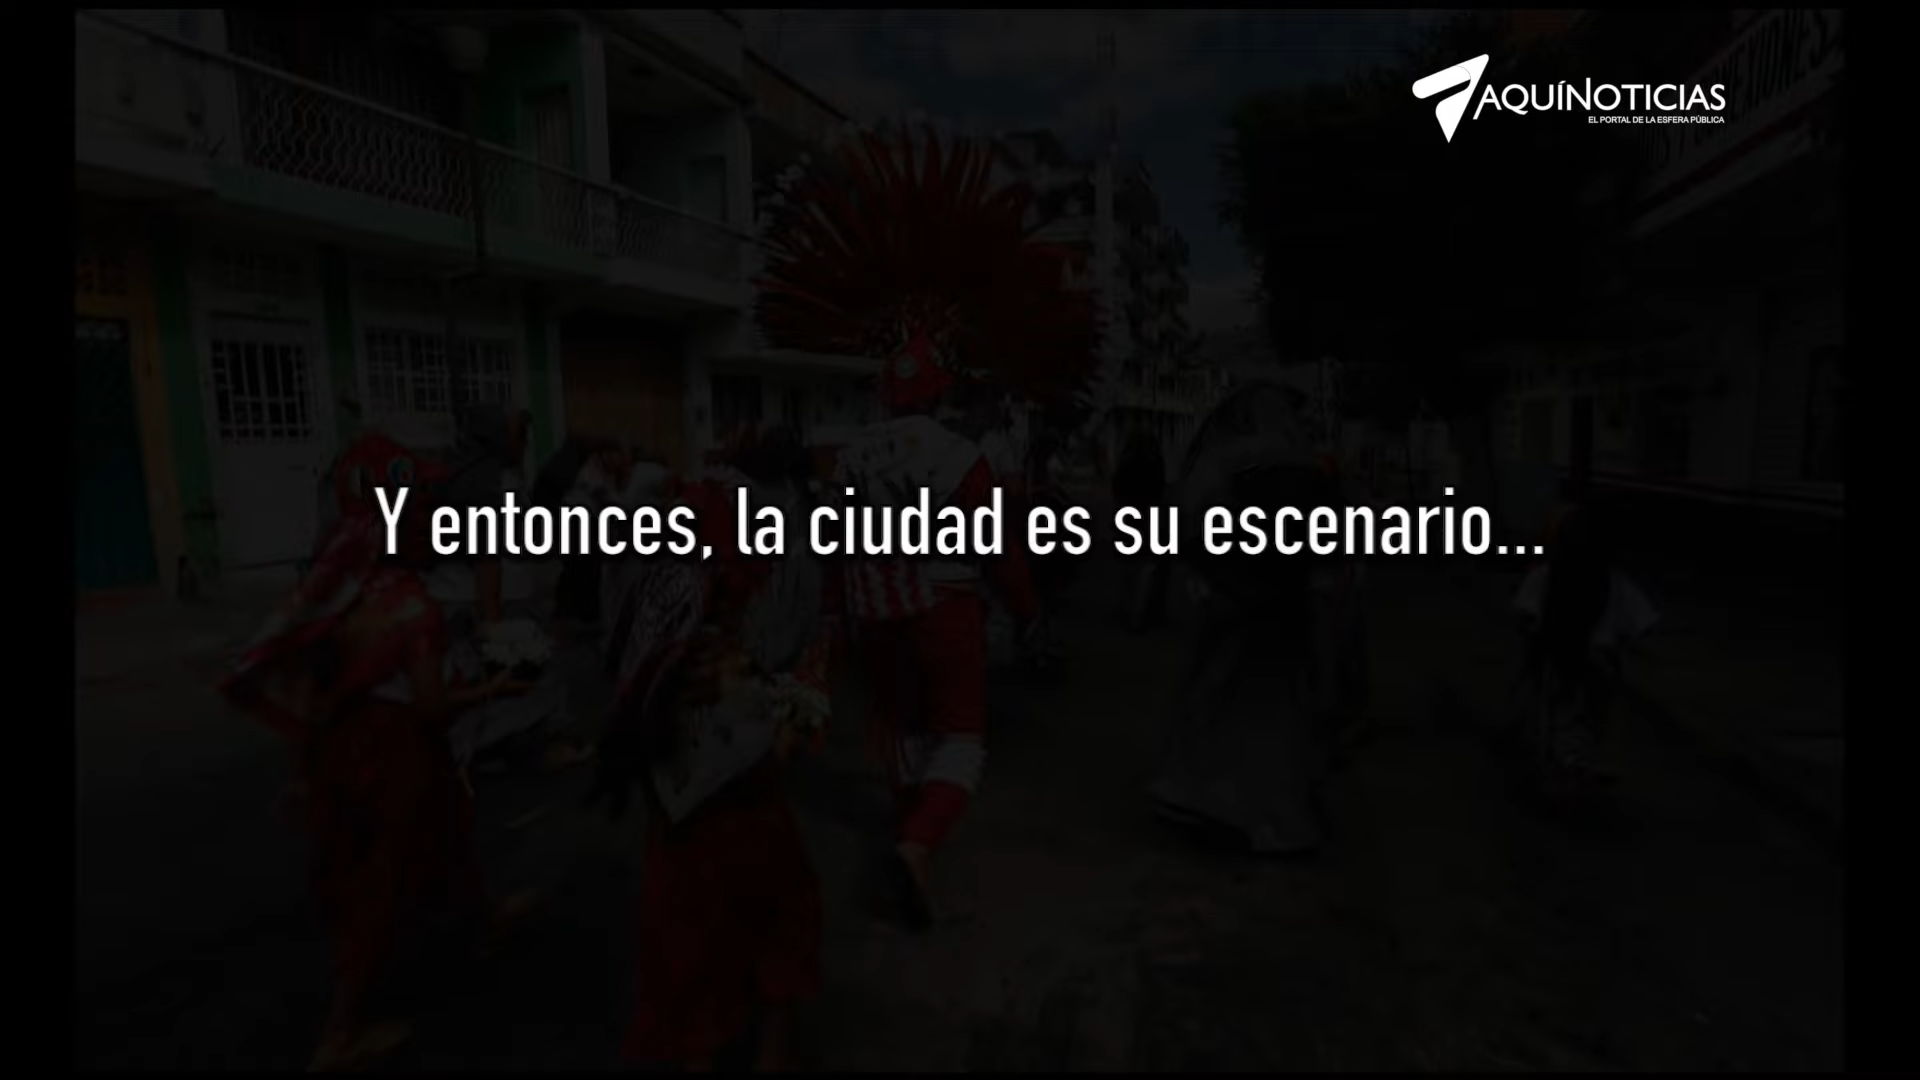 AQUÍNOTICIAS
EL PORTAL DE LA ESFERA PÚBLICA
Y entonces, la ciudad es su escenario...